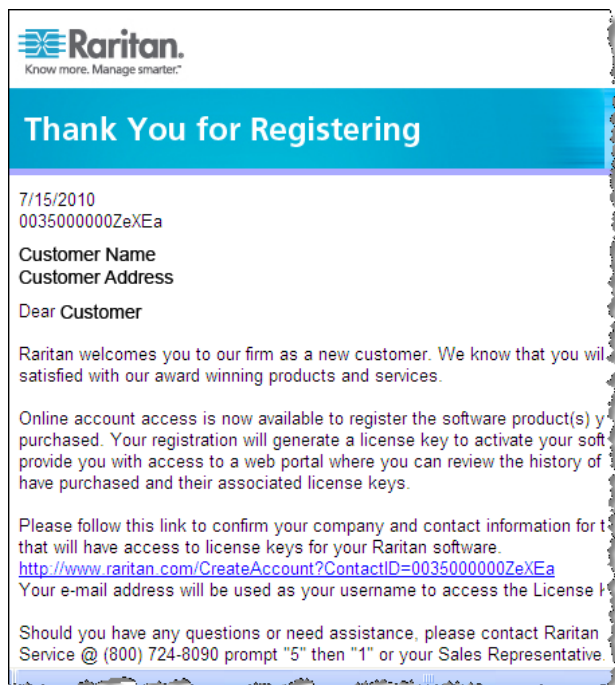 Raritan.
Know more. Manage smarter.™
Thank You for Registering
7/15/2010
0035000000ZeXEa
Customer Name
Customer Address
Dear Customer
Raritan welcomes you to our firm as a new customer. We know that you wil
satisfied with our award winning products and services.
Online account access is now available to register the software product(s) y
purchased. Your registration will generate a license key to activate your soft
provide you with access to a web portal where you can review the history of
have purchased and their associated license keys.
Please follow this link to confirm your company and contact information for t
that will have access to license keys for your Raritan software.
http://www.raritan.com/CreateAccount?ContactID=0035000000ZeXEa
Your e-mail address will be used as your username to access the License
Should you have any questions or need assistance, please contact Raritan
Service @ (800) 724-8090 prompt "5" then "1" or your Sales Representative.